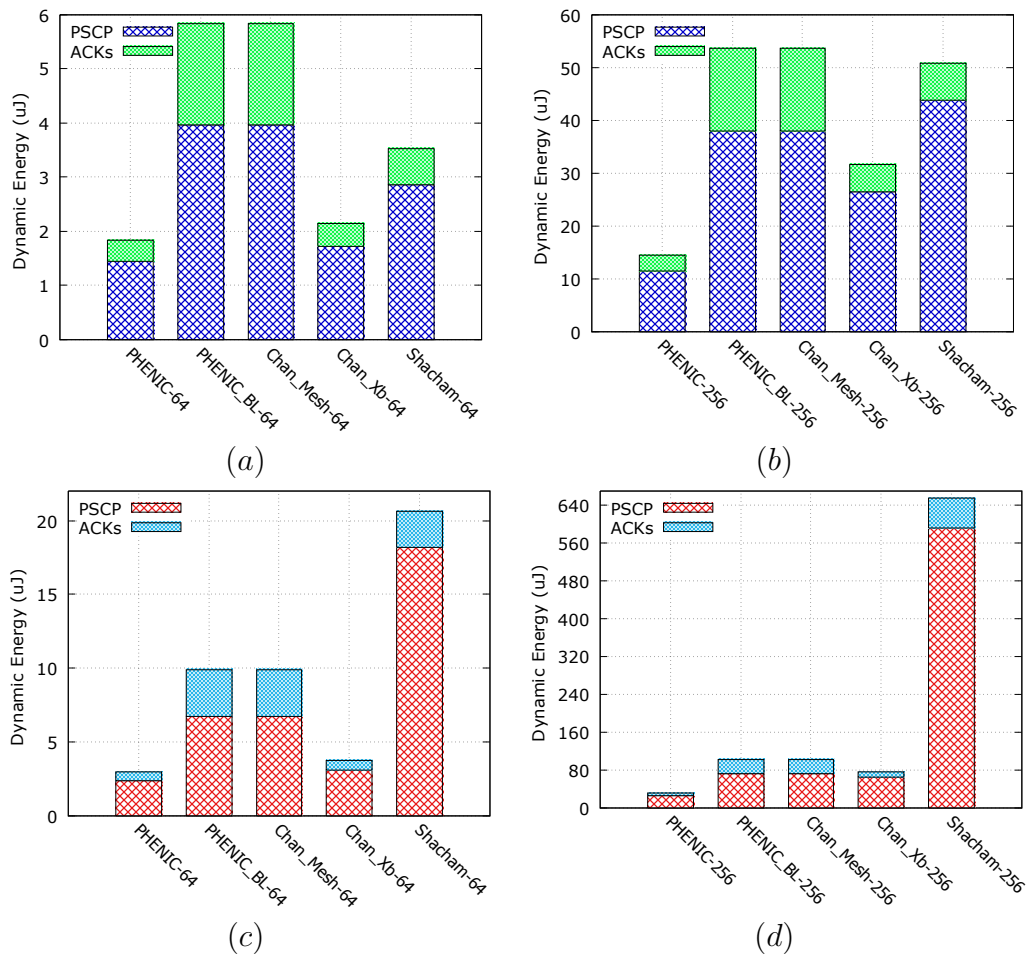 Dynamic Energy (uJ)
6
5
4
3
2
1
0
PSCP
ACKs
PHENIC-64
PHENIC_BL-64
Chan_Mesh-64
Chan_Xb-64
Shacham-64
(a)
Dynamic Energy (uJ)
60
50
40
30
20
10
0
PSCP
ACKs
PHENIC-256
PHENIC_BL-256
Chan_Mesh-256
Chan_Xb-256
Shacham-256
(b)
Dynamic Energy (uJ)
20
15
10
5
0
PSCP
ACKs
PHENIC-64
PHENIC_BL-64
Chan_Mesh-64
Chan_Xb-64
Shacham-64
(c)
Dynamic Energy (uJ)
640
560
480
400
320
240
160
80
0
PSCP
ACKs
PHENIC-256
PHENIC_BL-256
Chan_Mesh-256
Chan_Xb-256
Shacham-256
(d)